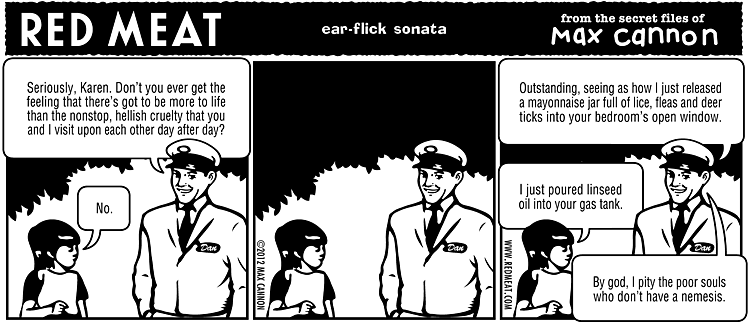 RED MEAT
ear-flick sonata
from the secret files of
Max cannon
Seriously, Karen. Don't you ever get the
feeling that there's got to be more to life
than the nonstop, hellish cruelty that you
and I visit upon each other day after day?
No.
Dan
©2012 MAX CANNON
Dan
Outstanding, seeing as how I just released
a mayonnaise jar full of lice, fleas and deer
ticks into your bedroom's open window.
I just poured linseed
oil into your gas tank.
Dan
By god, I pity the poor souls
who don't have a nemesis.
WWW.REDMEAT.COM